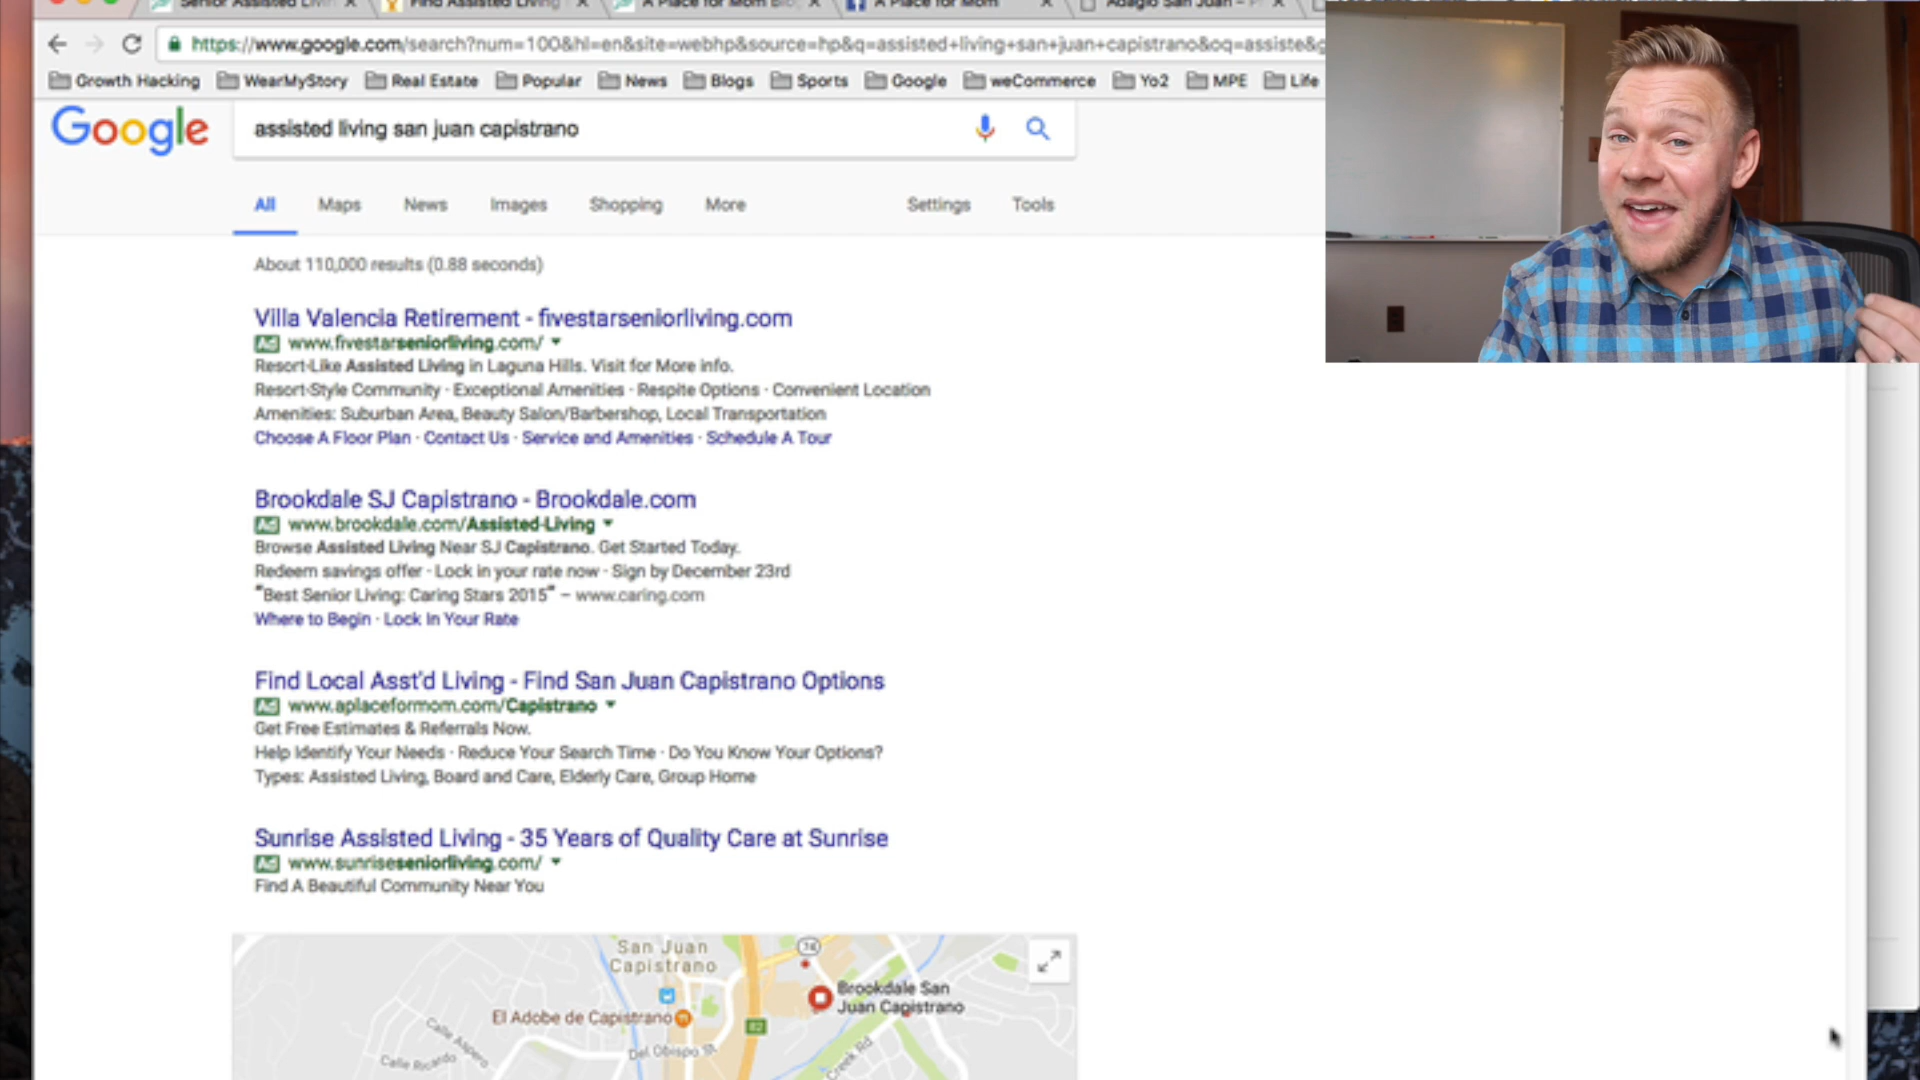 Senior Assisted Livin
Find Assisted Living
A Place for Mom Blog
A Place for Mom
Adagio San Juan – P
https://www.google.com/search?num=100&hl=en&site=webhp&source=hp&q=assisted+living+san+juan+capistrano&oq=assiste&g
Growth Hacking WearMyStory Real Estate Popular News Blogs Sports Google weCommerce Yo2 MPE Life
Google
assisted living san juan capistrano
All Maps News Images Shopping More Settings Tools
About 110,000 results (0.88 seconds)
Villa Valencia Retirement - fivestarseniorliving.com
Ad www.fivestarseniorliving.com/
Resort-Like Assisted Living in Laguna Hills. Visit for More info.
Resort-Style Community · Exceptional Amenities · Respite Options · Convenient Location
Amenities: Suburban Area, Beauty Salon/Barbershop, Local Transportation
Choose A Floor Plan · Contact Us · Service and Amenities · Schedule A Tour
Brookdale SJ Capistrano - Brookdale.com
Ad www.brookdale.com/Assisted-Living
Browse Assisted Living Near SJ Capistrano. Get Started Today.
Redeem savings offer · Lock in your rate now · Sign by December 23rd
"Best Senior Living: Caring Stars 2015" – www.caring.com
Where to Begin · Lock In Your Rate
Find Local Asst'd Living - Find San Juan Capistrano Options
Ad www.aplaceformom.com/Capistrano
Get Free Estimates & Referrals Now.
Help Identify Your Needs · Reduce Your Search Time · Do You Know Your Options?
Types: Assisted Living, Board and Care, Elderly Care, Group Home
Sunrise Assisted Living - 35 Years of Quality Care at Sunrise
Ad www.sunriseseniorliving.com/
Find A Beautiful Community Near You
San Juan
Capistrano
74
Brookdale San
Juan Capistrano
El Adobe de Capistrano
82
Calle Aspero
Calle Ricardo
Del Obispo St
Creek Rd